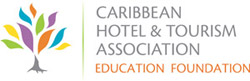 CARIBBEAN
HOTEL & TOURISM
ASSOCIATION
EDUCATION FOUNDATION